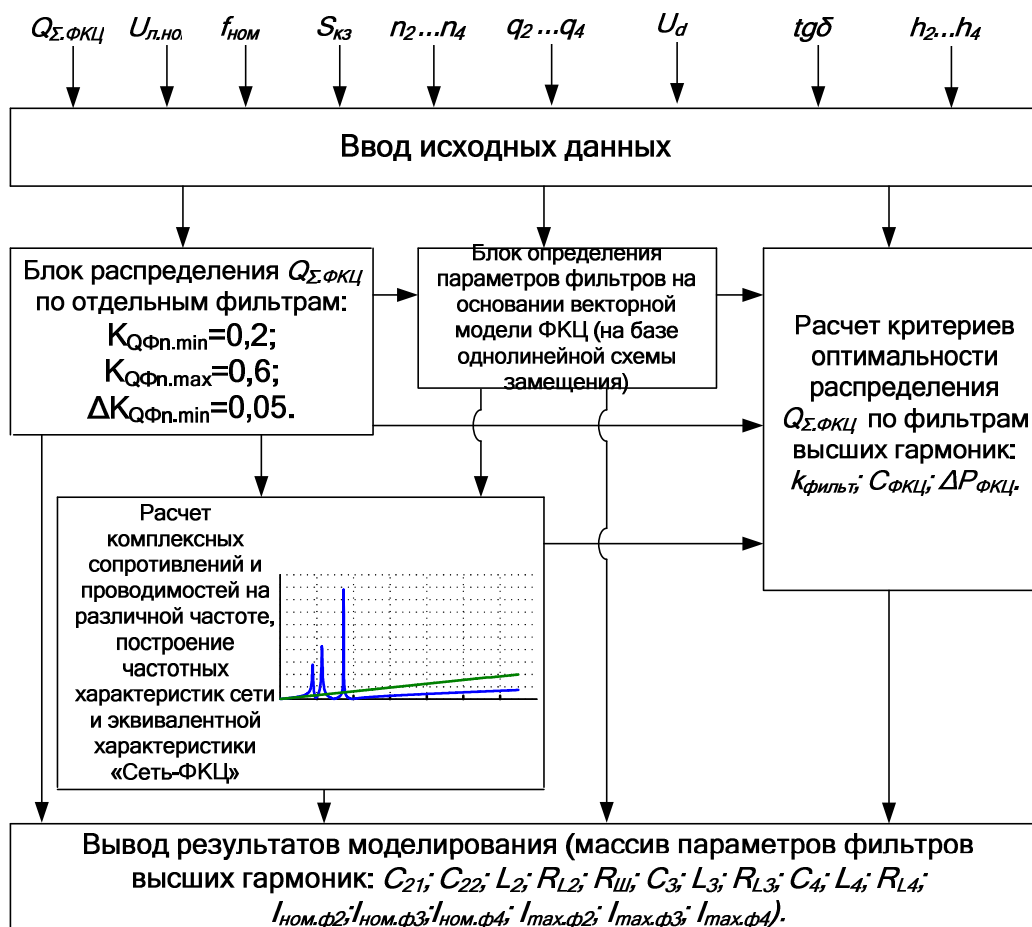 QΣ.ФКЦ Uл.но fном Sкз n2...n4 q2 ...q4 Ud tgδ h2...h4
Ввод исходных данных
Блок распределения QΣ.ФКЦ
по отдельным фильтрам:
KQФn.min=0,2;
KQФn.max=0,6;
ΔKQФn.min=0,05.
Блок определения
параметров фильтров на
основании векторной
модели ФКЦ (на базе
однолинейной схемы
замещения)
Расчет критериев
оптимальности
распределения
QΣ.ФКЦ по фильтрам
высших гармоник:
kфильт; CФКЦ; ΔPФКЦ.
Расчет
комплексных
сопротивлений и
проводимостей на
различной частоте,
построение
частотных
характеристик сети
и эквивалентной
характеристики
«Сеть-ФКЦ»
Вывод результатов моделирования (массив параметров фильтров
высших гармоник: C21; C22; L2; RL2; RШ; C3; L3; RL3; C4; L4; RL4;
Iном.ф2;Iном.ф3;Iном.ф4; Imax.ф2; Imax.ф3; Imax.ф4).